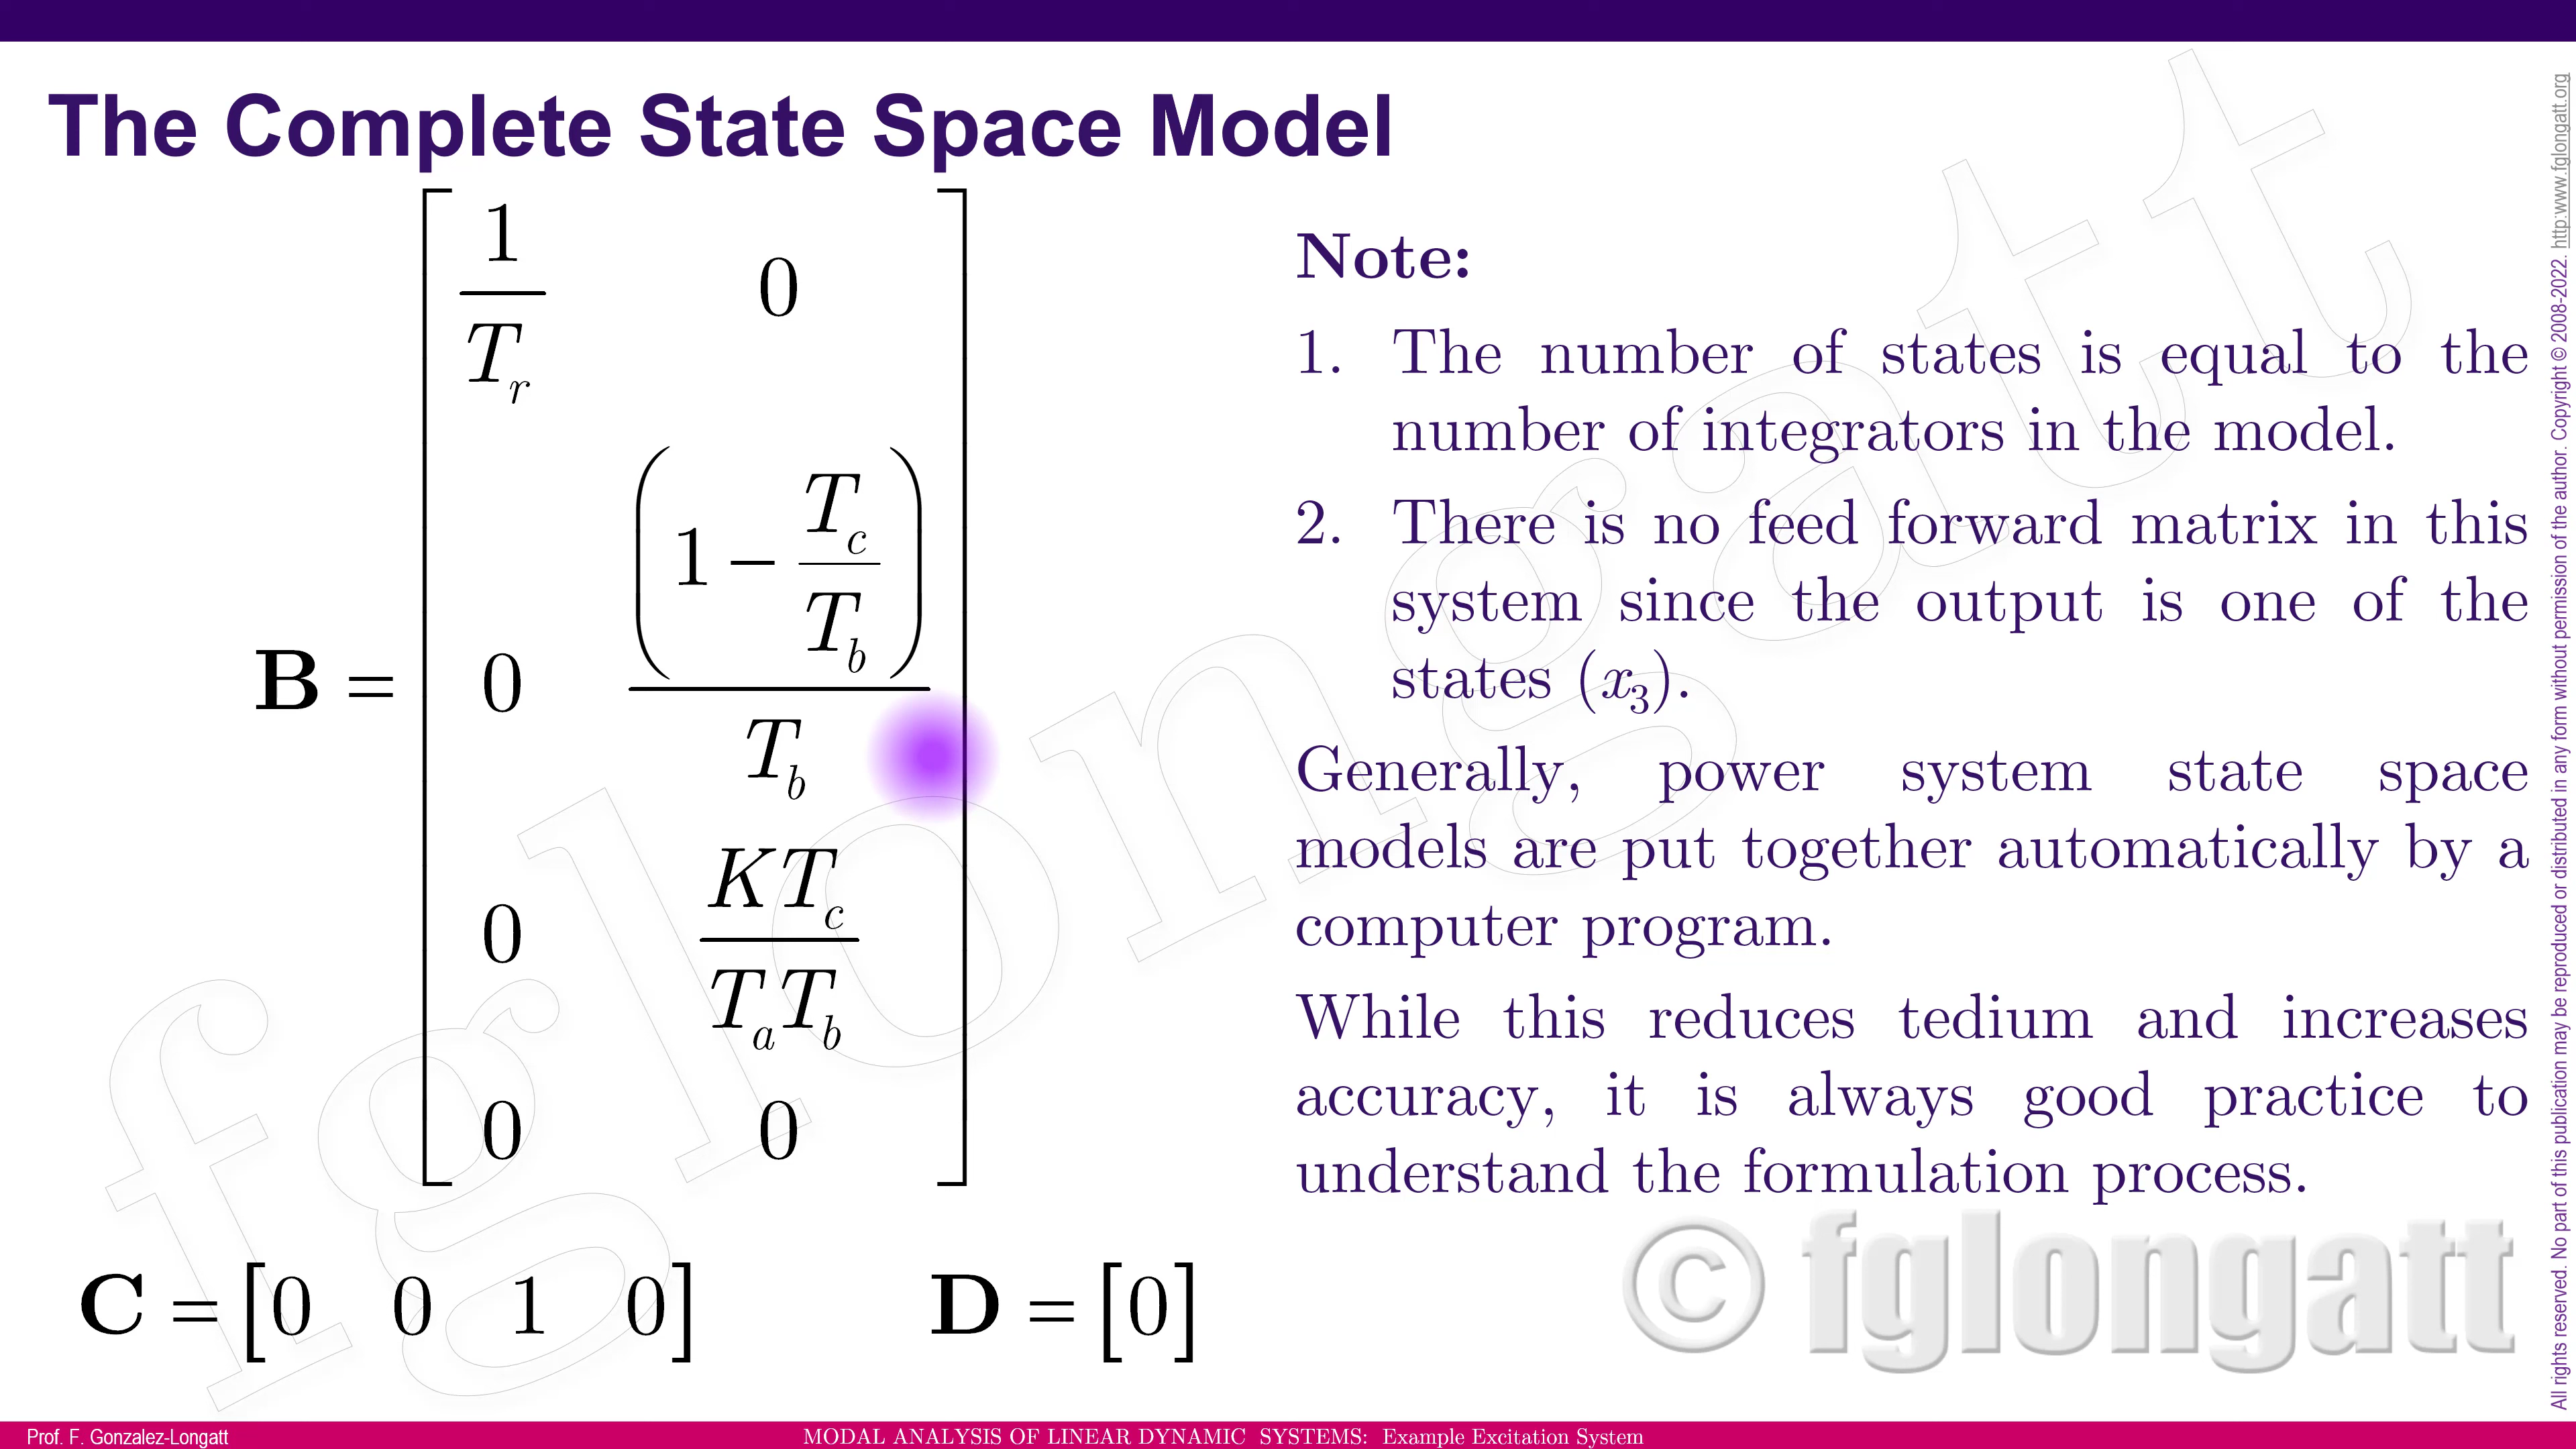 The Complete State Space Model
B = [ 1/T_r 0
0 (1 − T_c/T_b)/T_b
0 KT_c/T_aT_b
0 0 ]
C = [0 0 1 0] D = [0]
Note:
1. The number of states is equal to the
number of integrators in the model.
2. There is no feed forward matrix in this
system since the output is one of the
states (x₃).
Generally, power system state space
models are put together automatically by a
computer program.
While this reduces tedium and increases
accuracy, it is always good practice to
understand the formulation process.
© fglongatt
fglongatt
All rights reserved. No part of this publication may be reproduced or distributed in any form without permission of the author. Copyright © 2008-2022. http:www.fglongatt.org
Prof. F. Gonzalez-Longatt
MODAL ANALYSIS OF LINEAR DYNAMIC SYSTEMS: Example Excitation System